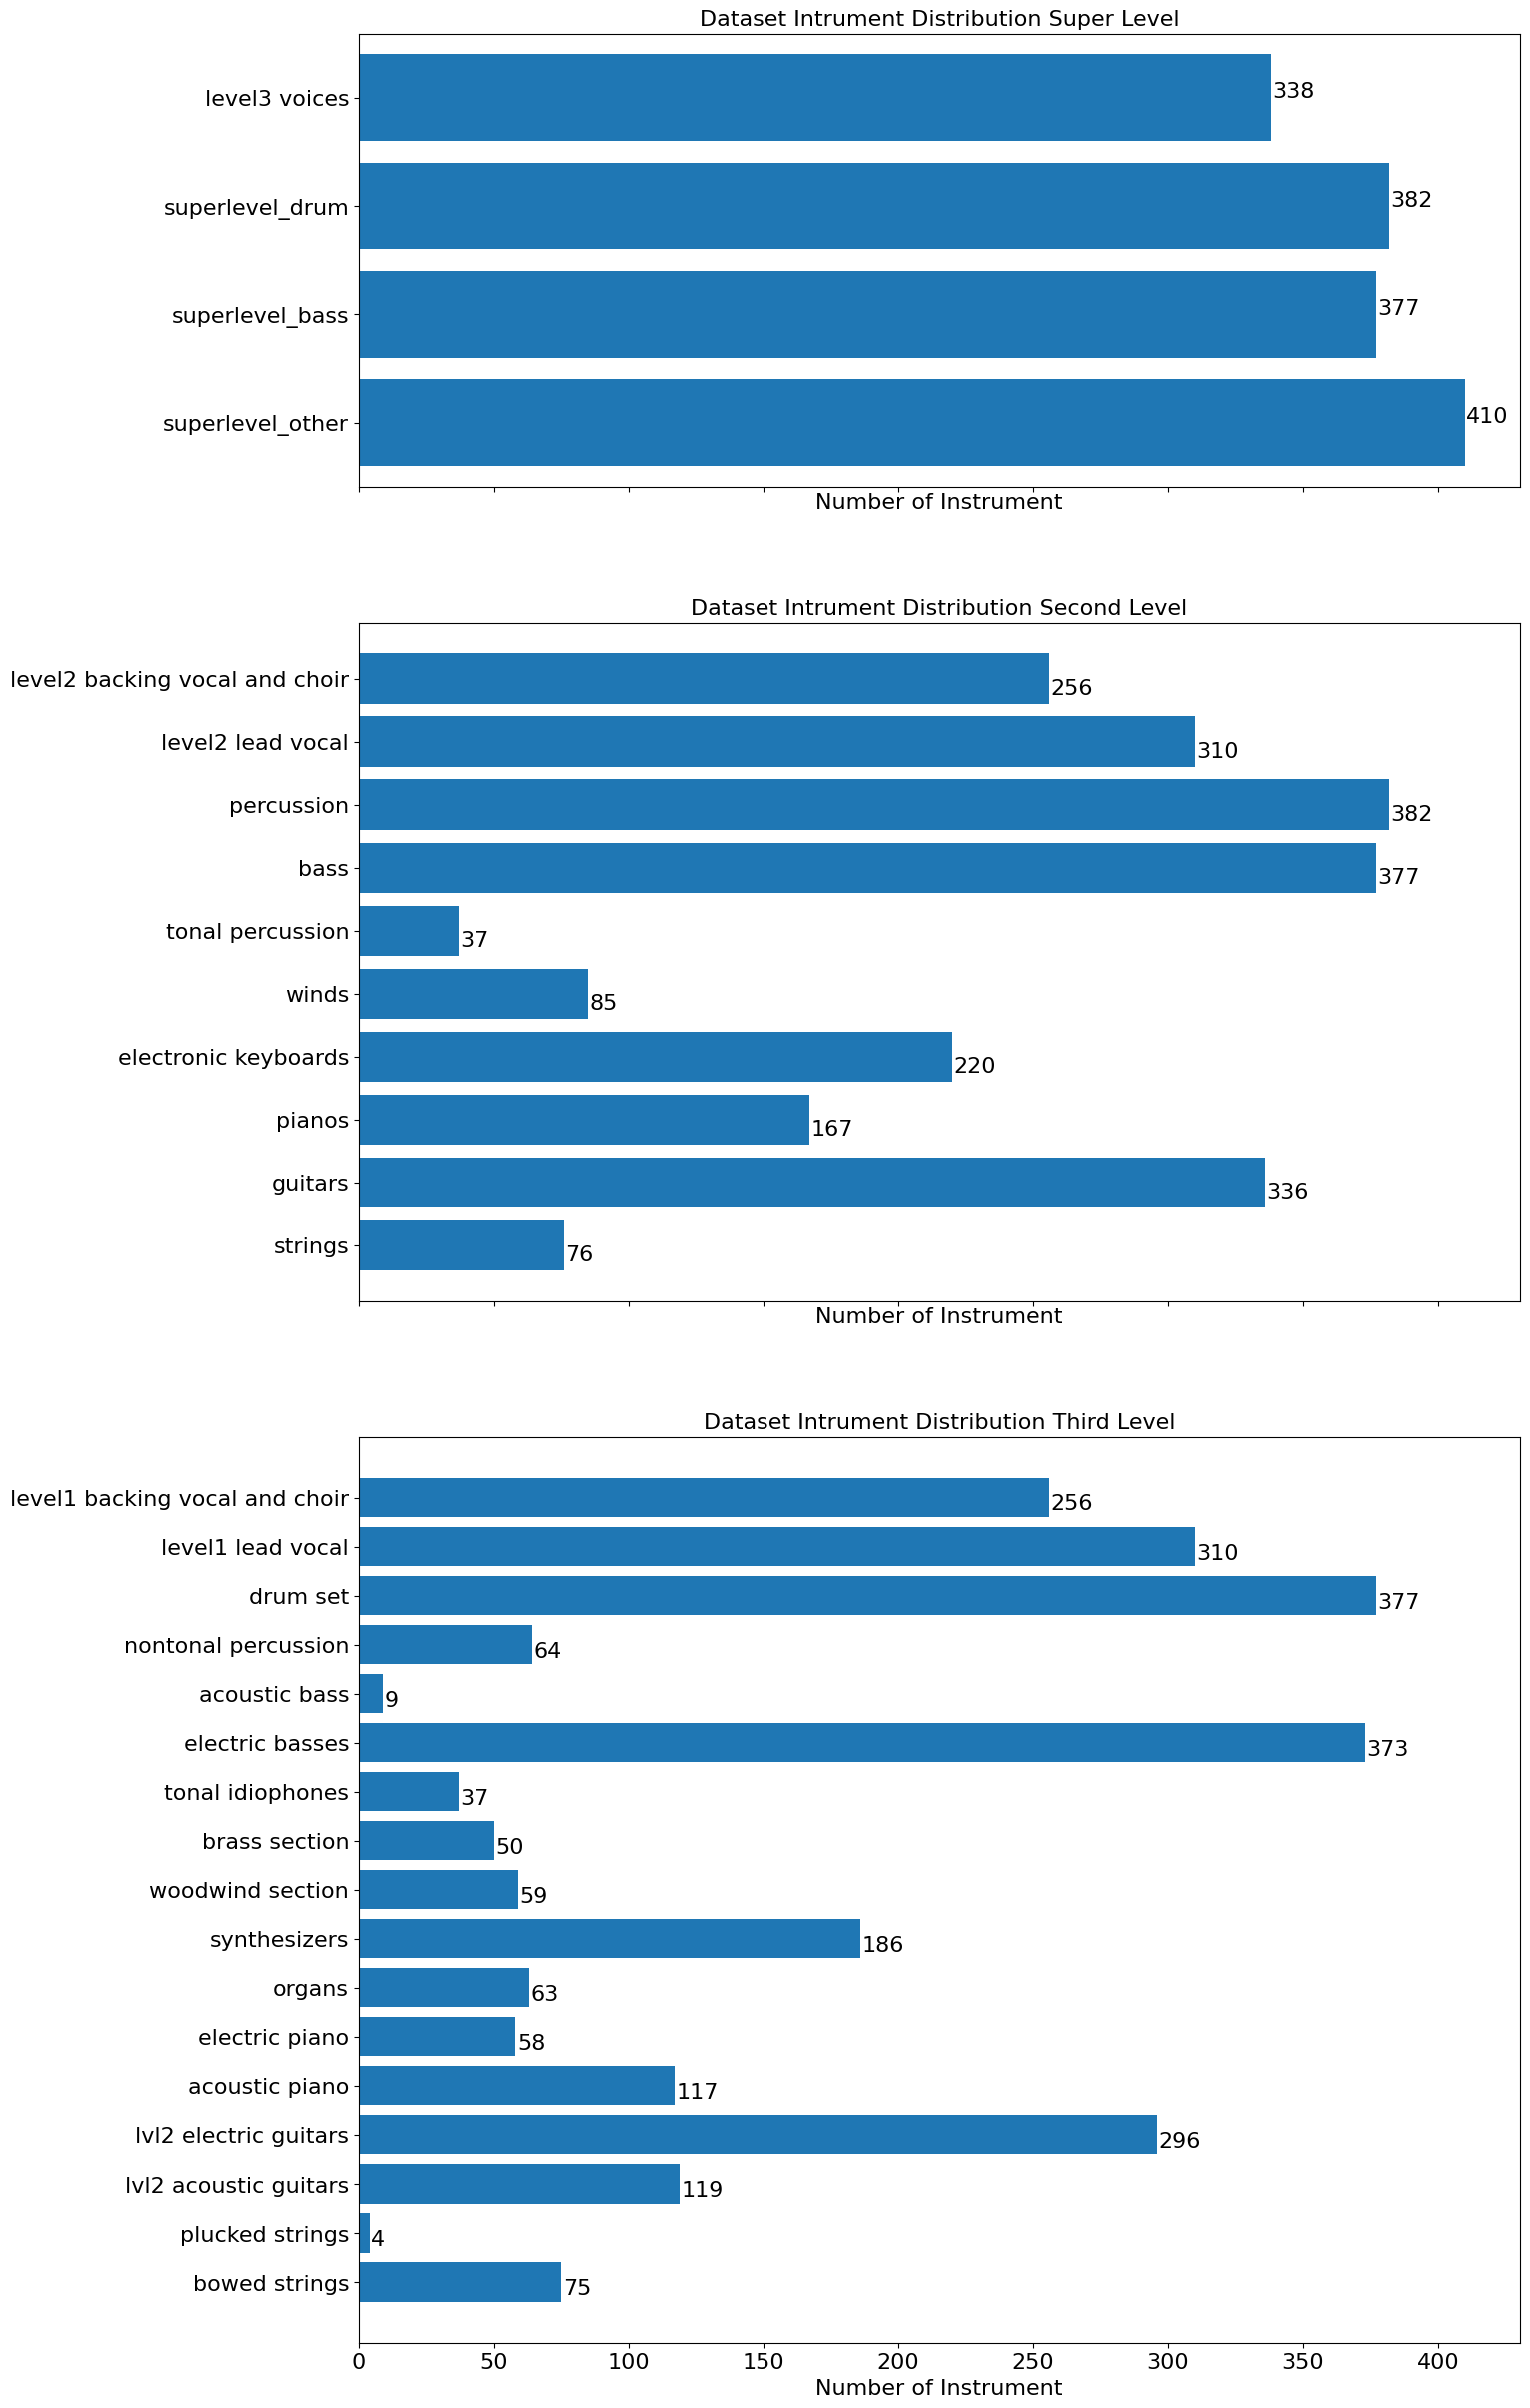 Dataset Intrument Distribution Super Level
level3 voices 338
superlevel_drum 382
superlevel_bass 377
superlevel_other 410
Number of Instrument
Dataset Intrument Distribution Second Level
level2 backing vocal and choir 256
level2 lead vocal 310
percussion 382
bass 377
tonal percussion 37
winds 85
electronic keyboards 220
pianos 167
guitars 336
strings 76
Number of Instrument
Dataset Intrument Distribution Third Level
level1 backing vocal and choir 256
level1 lead vocal 310
drum set 377
nontonal percussion 64
acoustic bass 9
electric basses 373
tonal idiophones 37
brass section 50
woodwind section 59
synthesizers 186
organs 63
electric piano 58
acoustic piano 117
lvl2 electric guitars 296
lvl2 acoustic guitars 119
plucked strings 4
bowed strings 75
0 50 100 150 200 250 300 350 400
Number of Instrument